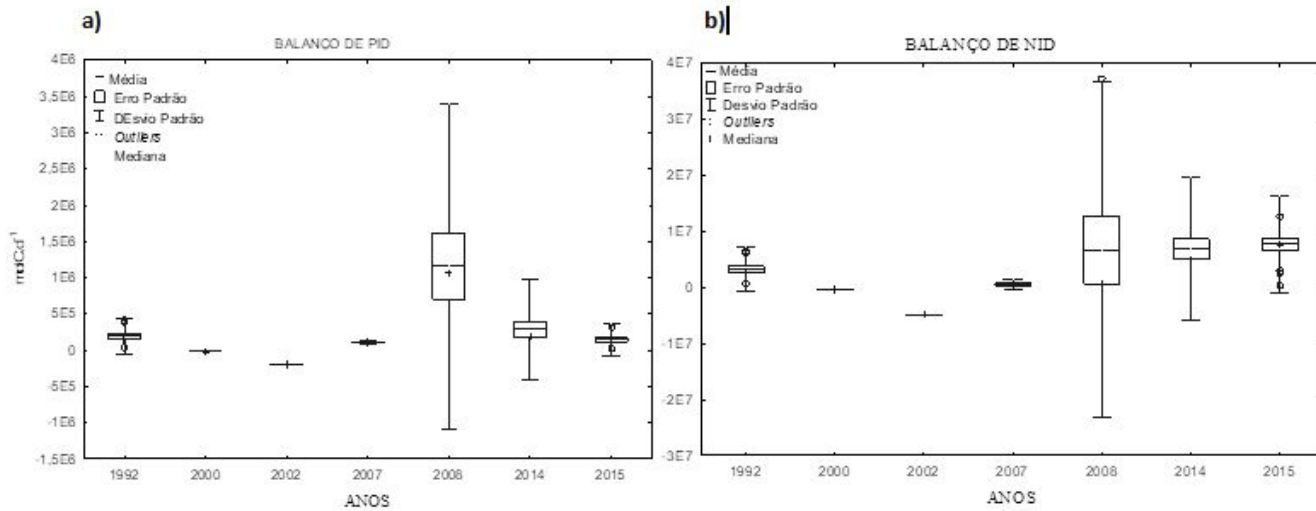 a)
BALANÇO DE PID
4E6
3,5E6
3E6
2,5E6
2E6
1,5E6
1E6
5E5
0
-5E5
-1E6
-1,5E6
Média
Erro Padrão
DEsvio Padrão
Outliers
Mediana
1992 2000 2002 2007 2008 2014 2015
ANOS
b)
BALANÇO DE NID
4E7
3E7
2E7
1E7
0
-1E7
-2E7
-3E7
Média
Erro Padrão
Desvio Padrão
Outliers
Mediana
1992 2000 2002 2007 2008 2014 2015
ANOS